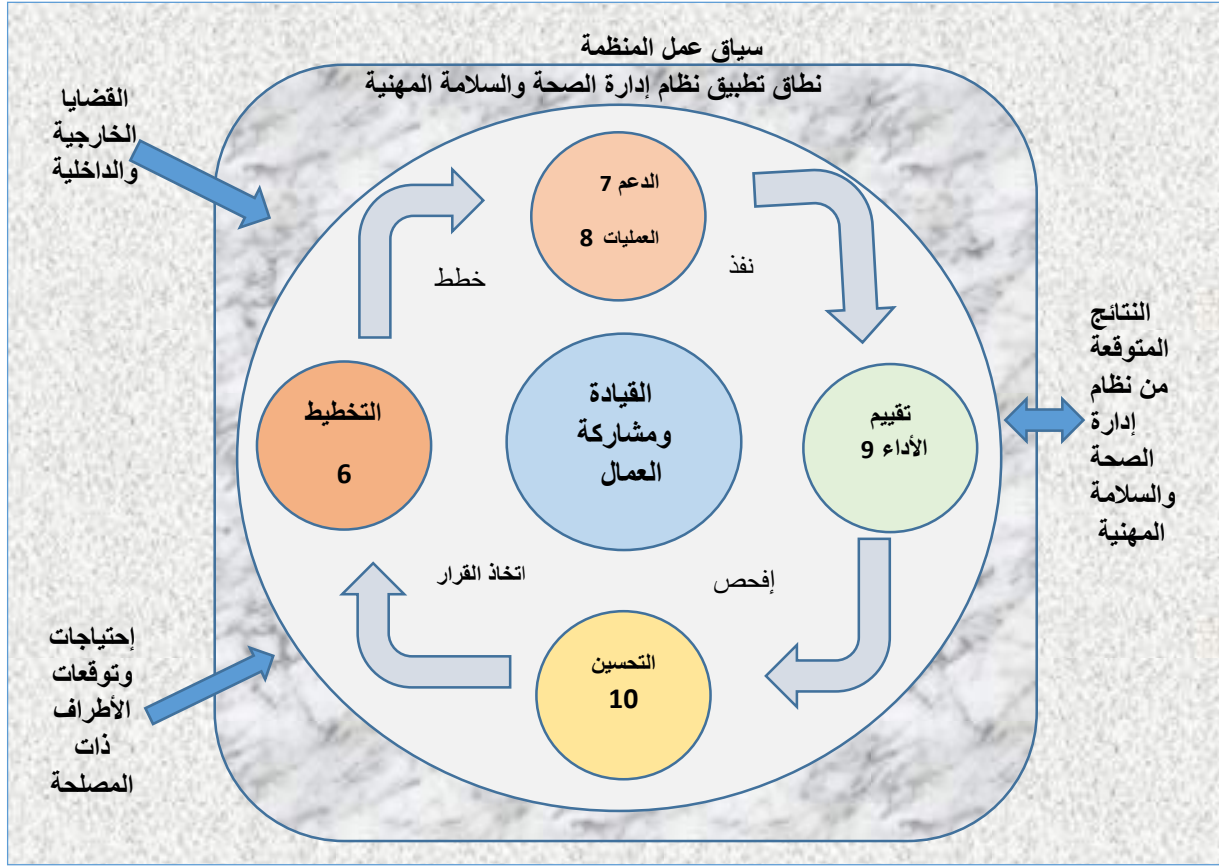 سياق عمل المنظمة
نطاق تطبيق نظام إدارة الصحة والسلامة المهنية
القضايا
الخارجية
والداخلية
الدعم 7
العمليات 8
خطط
نفذ
النتائج
المتوقعة
من نظام
إدارة
الصحة
والسلامة
المهنية
القيادة
ومشاركة
العمال
التخطيط
6
تقييم
الأداء 9
اتخاذ القرار
إفحص
إحتياجات
وتوقعات
الأطراف
ذات
المصلحة
التحسين
10